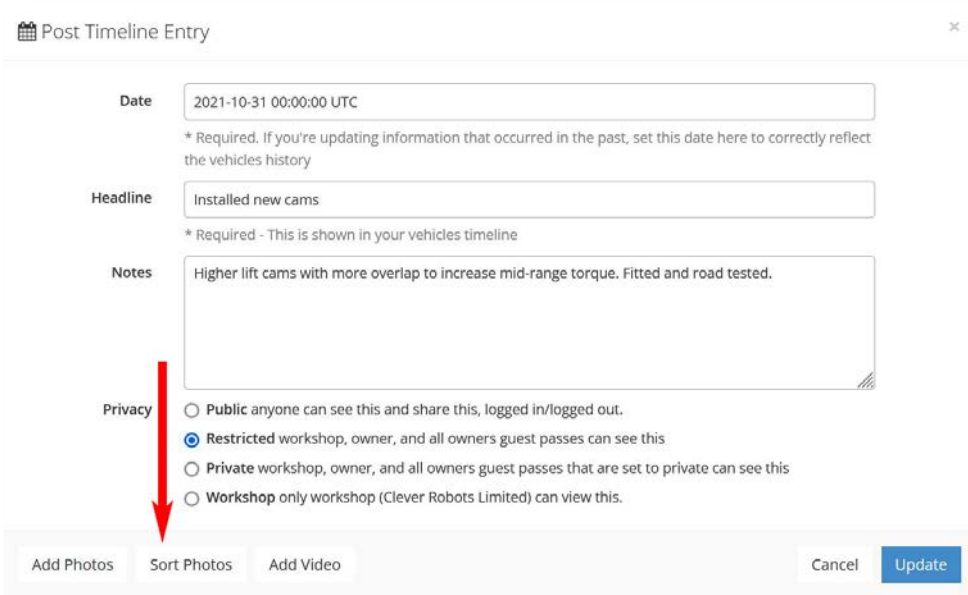 Post Timeline Entry
×
Date
2021-10-31 00:00:00 UTC
* Required. If you're updating information that occurred in the past, set this date here to correctly reflect
the vehicles history
Headline
Installed new cams
* Required - This is shown in your vehicles timeline
Notes
Higher lift cams with more overlap to increase mid-range torque. Fitted and road tested.
Privacy
Public anyone can see this and share this, logged in/logged out.
Restricted workshop, owner, and all owners guest passes can see this
Private workshop, owner, and all owners guest passes that are set to private can see this
Workshop only workshop (Clever Robots Limited) can view this.
Add Photos Sort Photos Add Video Cancel Update